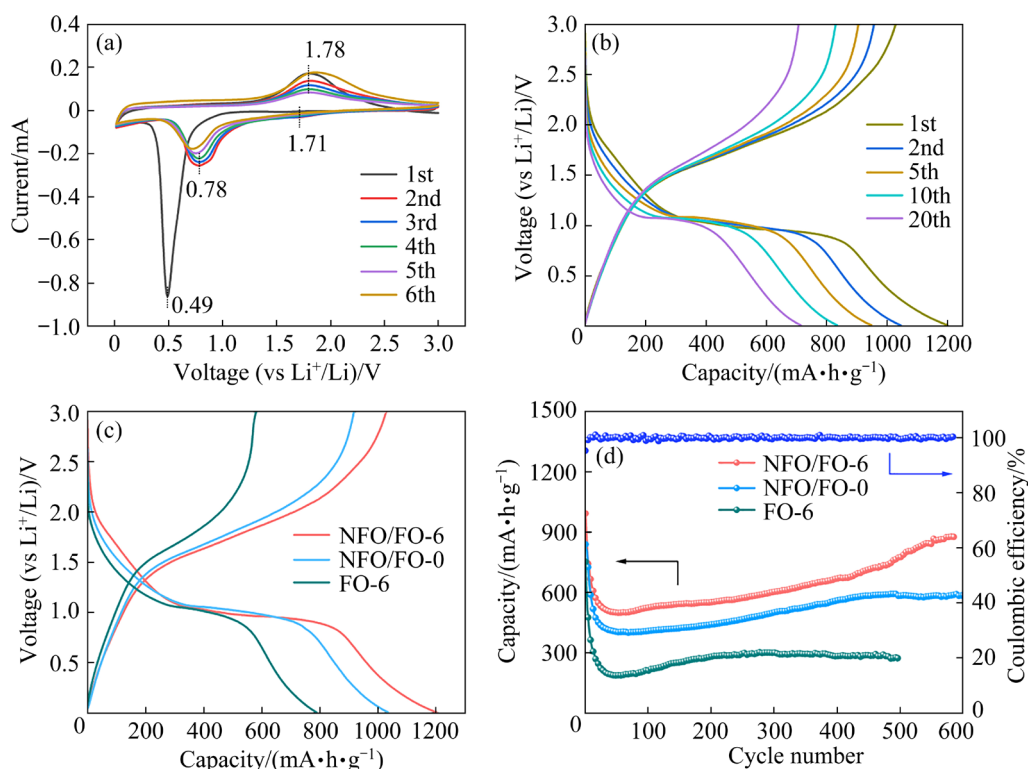 (a)
0.4
0.2
0
−0.2
−0.4
−0.6
−0.8
−1.0
Current/mA
1.78
1.71
0.78
0.49
1st
2nd
3rd
4th
5th
6th
0 0.5 1.0 1.5 2.0 2.5 3.0
Voltage (vs Li⁺/Li)/V
(b)
3.0
2.5
2.0
1.5
1.0
0.5
Voltage (vs Li⁺/Li)/V
1st
2nd
5th
10th
20th
0 200 400 600 800 1000 1200
Capacity/(mA•h•g⁻¹)
(c)
3.0
2.5
2.0
1.5
1.0
0.5
Voltage (vs Li⁺/Li)/V
NFO/FO-6
NFO/FO-0
FO-6
0 200 400 600 800 1000 1200
Capacity/(mA•h•g⁻¹)
(d)
1500
1200
900
600
300
Capacity/(mA•h•g⁻¹)
NFO/FO-6
NFO/FO-0
FO-6
100
80
60
40
20
0
Coulombic efficiency/%
0 100 200 300 400 500 600
Cycle number